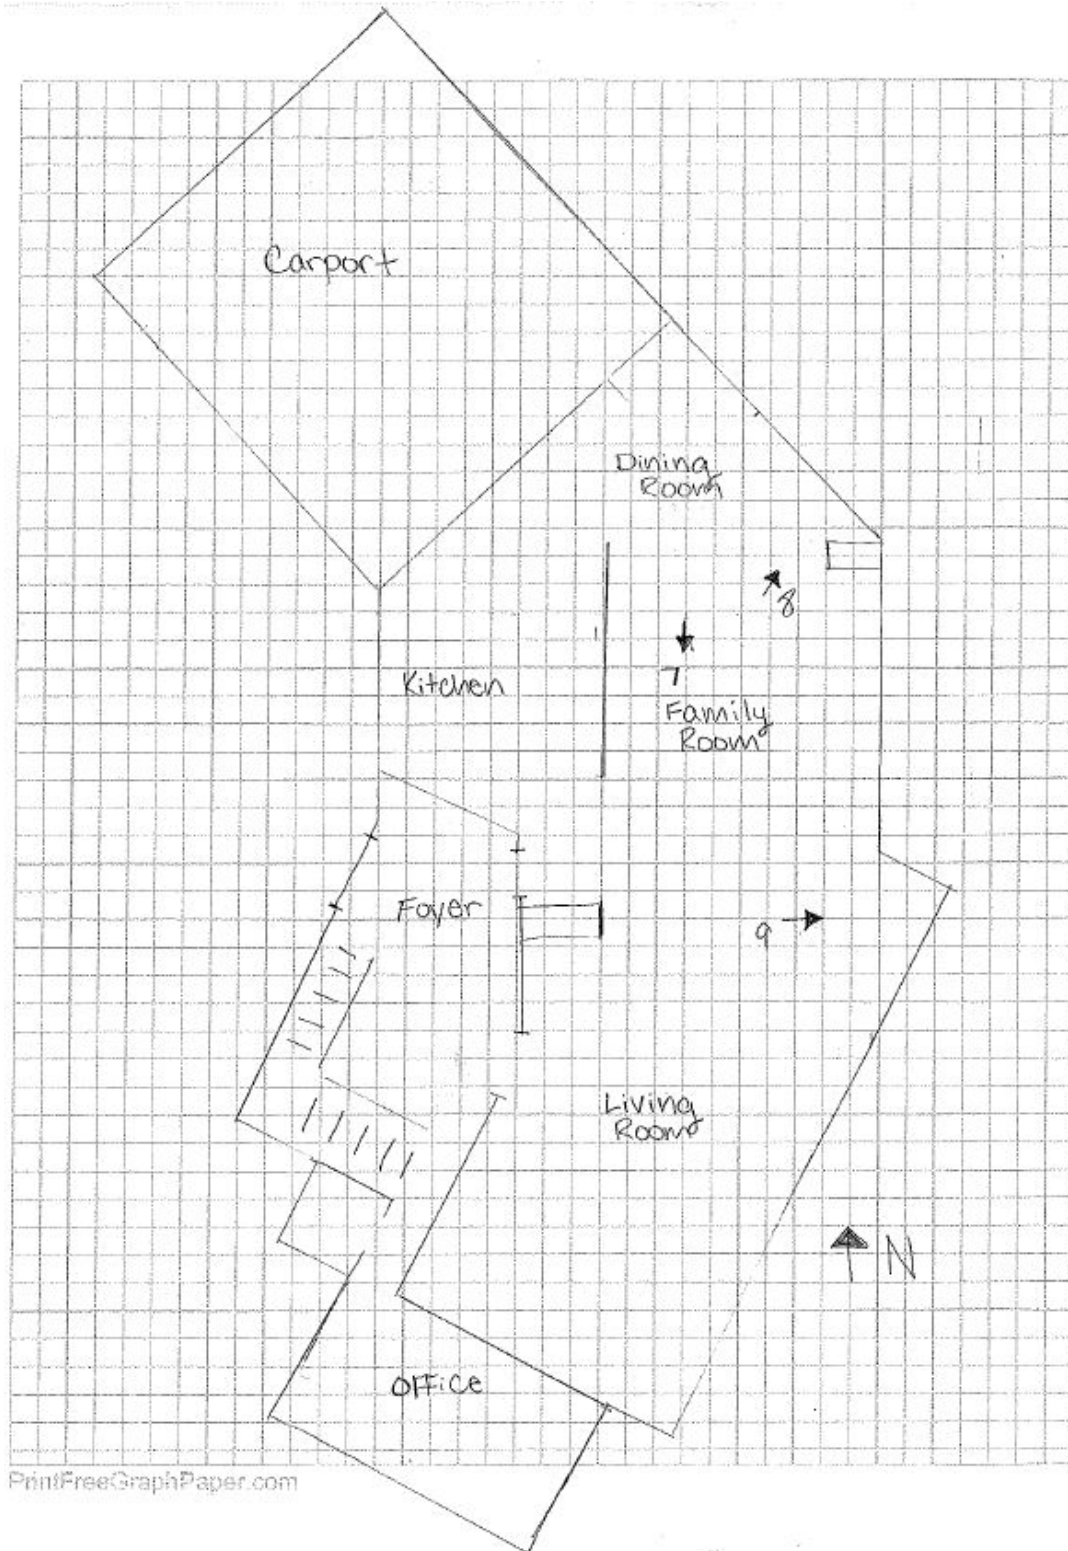 Carport
Dining
Room
8
7
Kitchen
Family
Room
Foyer
9
Living
Room
N
OFFice
PrintFreeGraphPaper.com